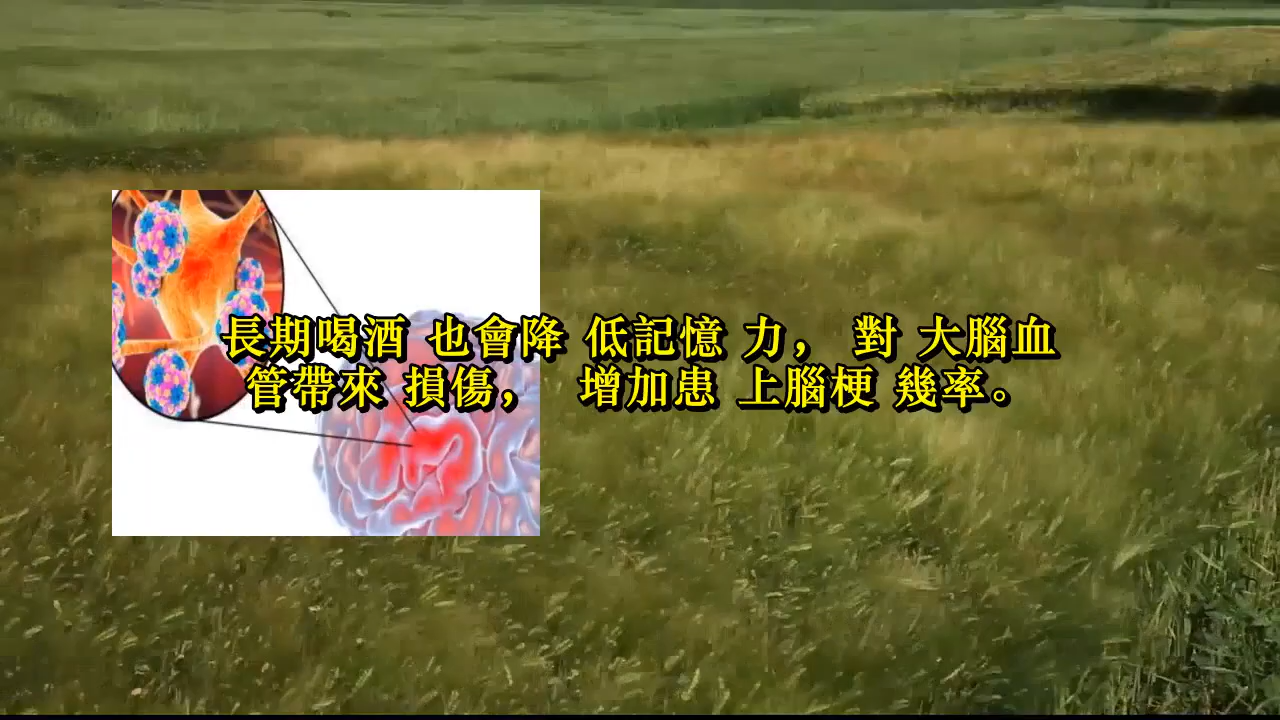 長期喝酒 也會降 低記憶 力， 對 大腦血
管帶來 損傷， 增加患 上腦梗 幾率。